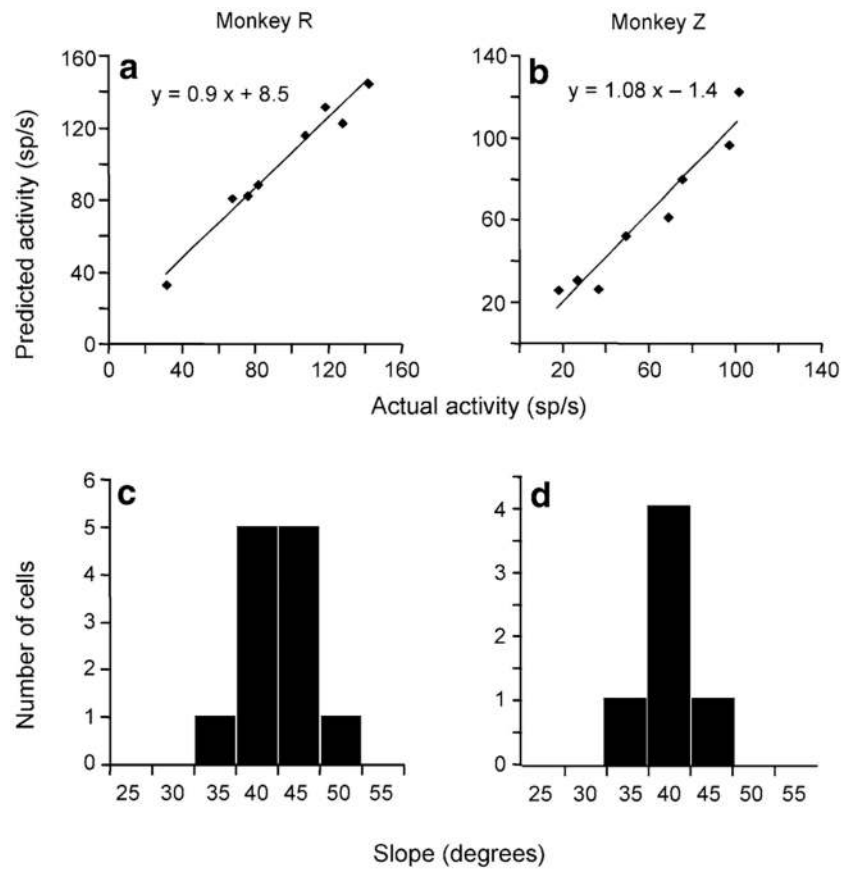 Monkey R
Monkey Z
a
y = 0.9 x + 8.5
160
120
80
40
0
0 40 80 120 160
b
y = 1.08 x – 1.4
140
100
60
20
20 60 100 140
Predicted activity (sp/s)
Actual activity (sp/s)
c
6
5
4
3
2
1
0
25 30 35 40 45 50 55
d
4
3
2
1
0
25 30 35 40 45 50 55
Number of cells
Slope (degrees)